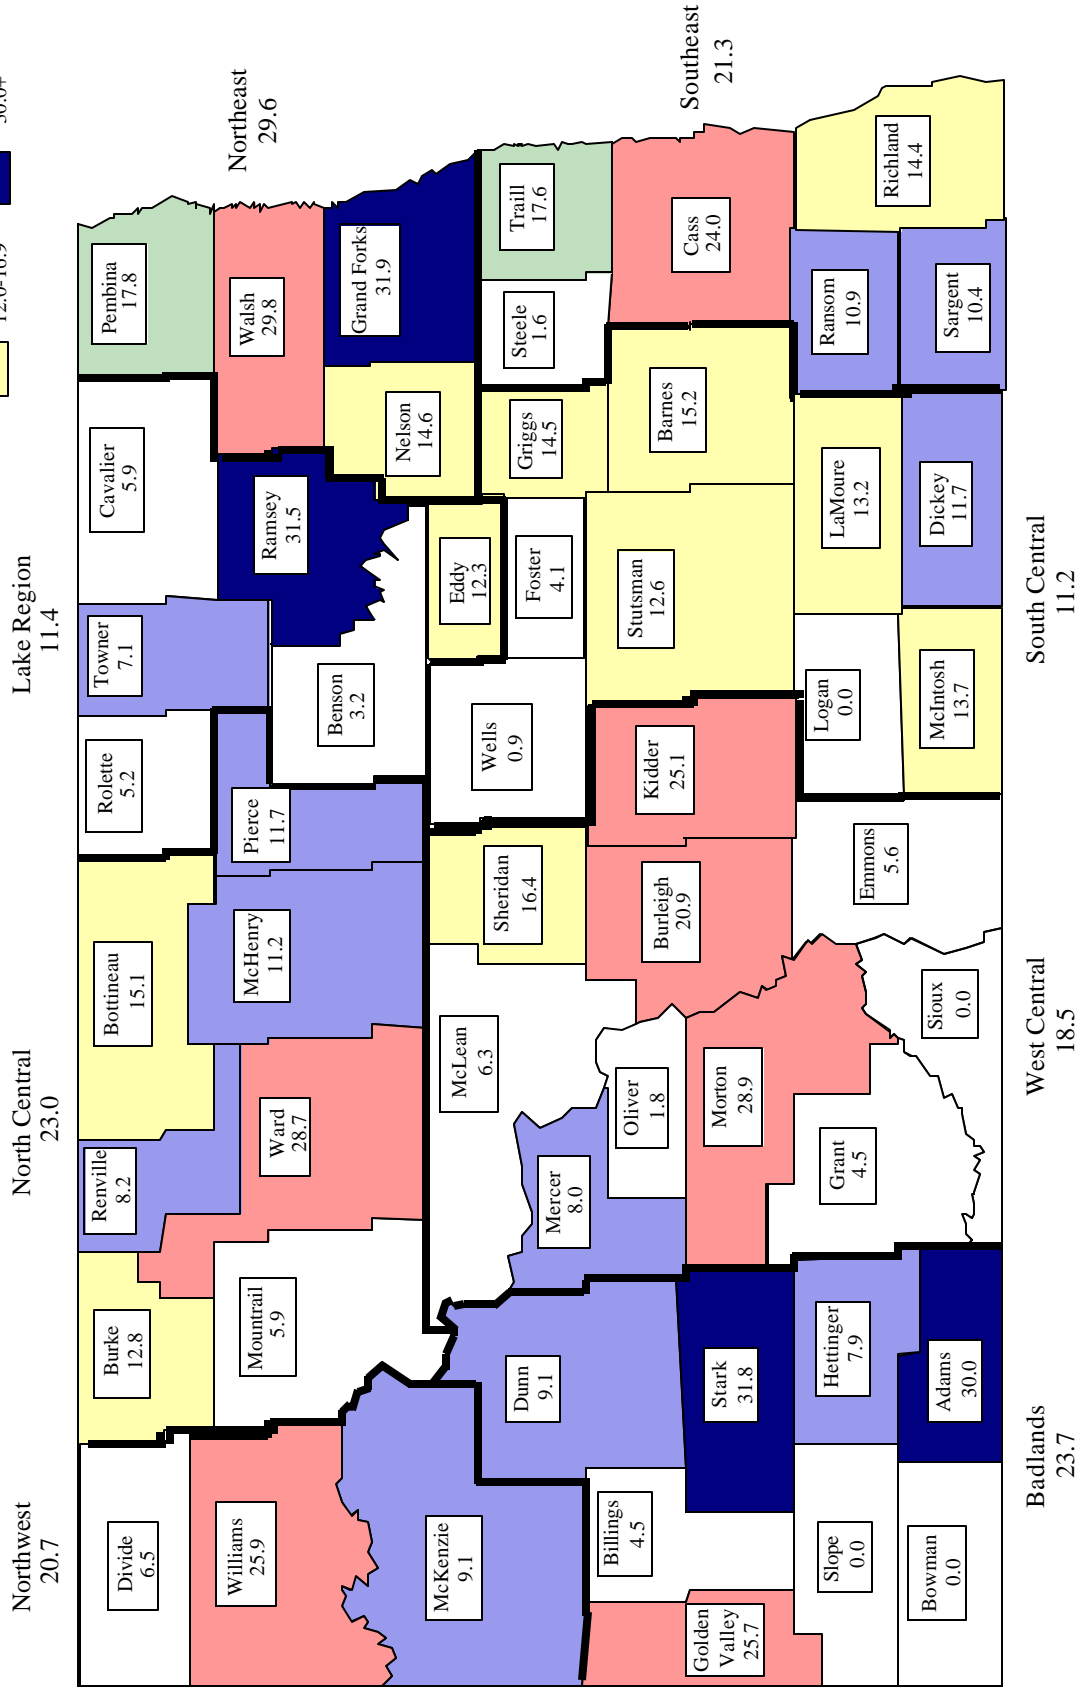 30.0+
12.0-16.9
Northwest
20.7
North Central
23.0
Lake Region
11.4
Northeast
29.6
Southeast
21.3
Divide
6.5
Burke
12.8
Renville
8.2
Bottineau
15.1
Rolette
5.2
Towner
7.1
Cavalier
5.9
Pembina
17.8
Williams
25.9
Mountrail
5.9
Ward
28.7
McHenry
11.2
Pierce
11.7
Benson
3.2
Ramsey
31.5
Walsh
29.8
Nelson
14.6
Grand Forks
31.9
McKenzie
9.1
Dunn
9.1
Mercer
8.0
McLean
6.3
Sheridan
16.4
Wells
0.9
Eddy
12.3
Foster
4.1
Griggs
14.5
Steele
1.6
Traill
17.6
Billings
4.5
Golden
Valley
25.7
Stark
31.8
Oliver
1.8
Morton
28.9
Burleigh
20.9
Kidder
25.1
Stutsman
12.6
Barnes
15.2
Cass
24.0
Slope
0.0
Hettinger
7.9
Grant
4.5
Sioux
0.0
Emmons
5.6
Logan
0.0
LaMoure
13.2
Ransom
10.9
Richland
14.4
Bowman
0.0
Adams
30.0
McIntosh
13.7
Dickey
11.7
Sargent
10.4
Badlands
23.7
West Central
18.5
South Central
11.2